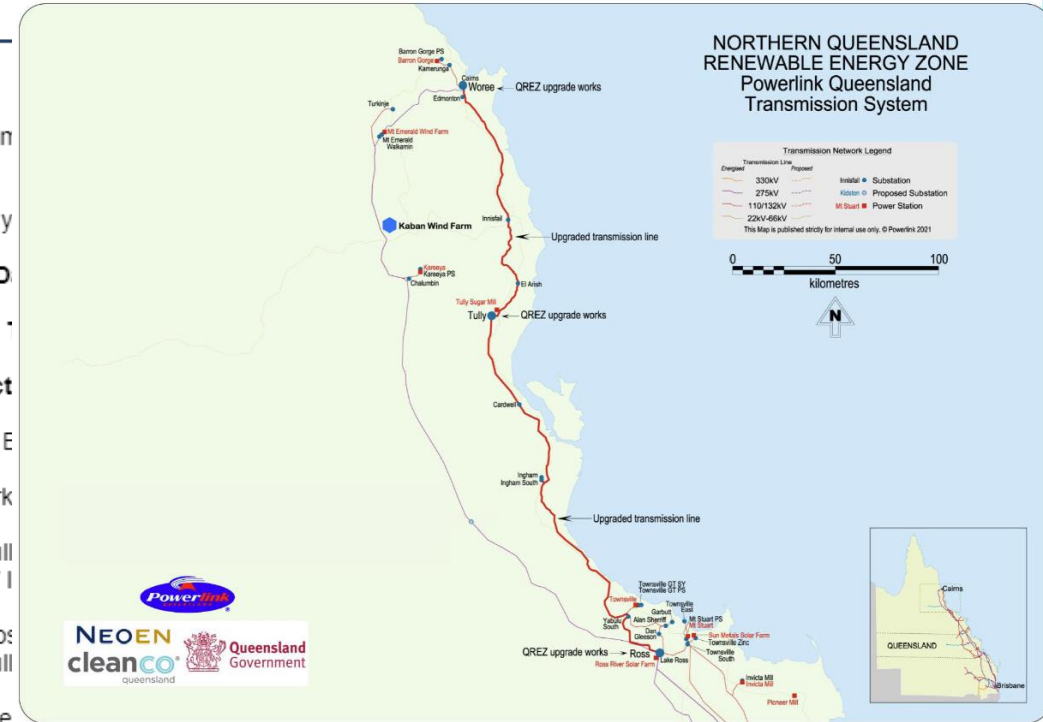 NORTHERN QUEENSLAND
RENEWABLE ENERGY ZONE
Powerlink Queensland
Transmission System
Transmission Network Legend
Transmission Line
Energised
Proposed
330kV
275kV
110/132kV
22kV-66kV
Innisfail Substation
Kidston Proposed Substation
Mt Stuart Power Station
This Map is published strictly for internal use only. © Powerlink 2021
0 50 100
kilometres
N
Barron Gorge PS
Barron Gorge
Kamerunga
Cairns
Woree
QREZ upgrade works
Edmonton
Turkinje
Mt Emerald Wind Farm
Mt Emerald
Walkamin
Kaban Wind Farm
Innisfail
Upgraded transmission line
Kareeya
Kareeya PS
Chalumbin
El Arish
Tully Sugar Mill
Tully
QREZ upgrade works
Cardwell
Ingham
Ingham South
Upgraded transmission line
Townsville GT SY
Townsville GT PS
Townsville
Townsville
East
Garbutt
Yabulu
South
Alan Sherriff
Mt Stuart PS
Mt Stuart
Dan
Gleeson
Sun Metals Solar Farm
Townsville Zinc
Townsville
South
QREZ upgrade works
Ross
Lake Ross
Ross River Solar Farm
Invicta Mill
Invicta Mill
Pioneer Mill
Powerlink
QUEENSLAND
NEOEN
cleanco
queensland
Queensland
Government
Cairns
QUEENSLAND
Brisbane